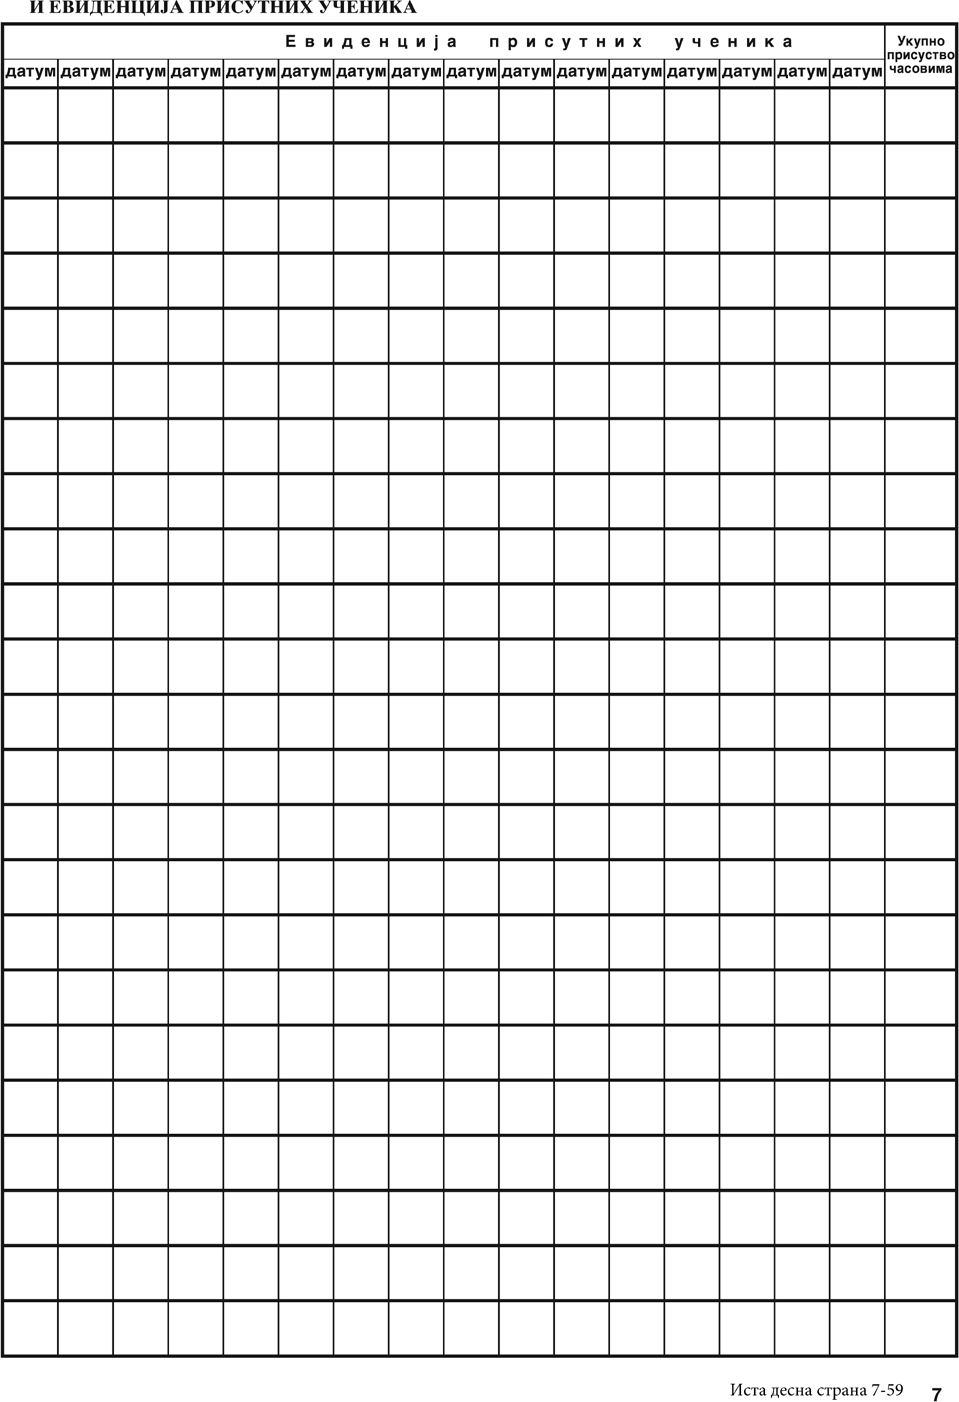 И ЕВИДЕНЦИЈА ПРИСУТНИХ УЧЕНИКА
Евиденција присутних ученика
Укупно
присуство
часовима
датум датум датум датум датум датум датум датум датум датум датум датум датум датум датум датум
Иста десна страна 7-59 7